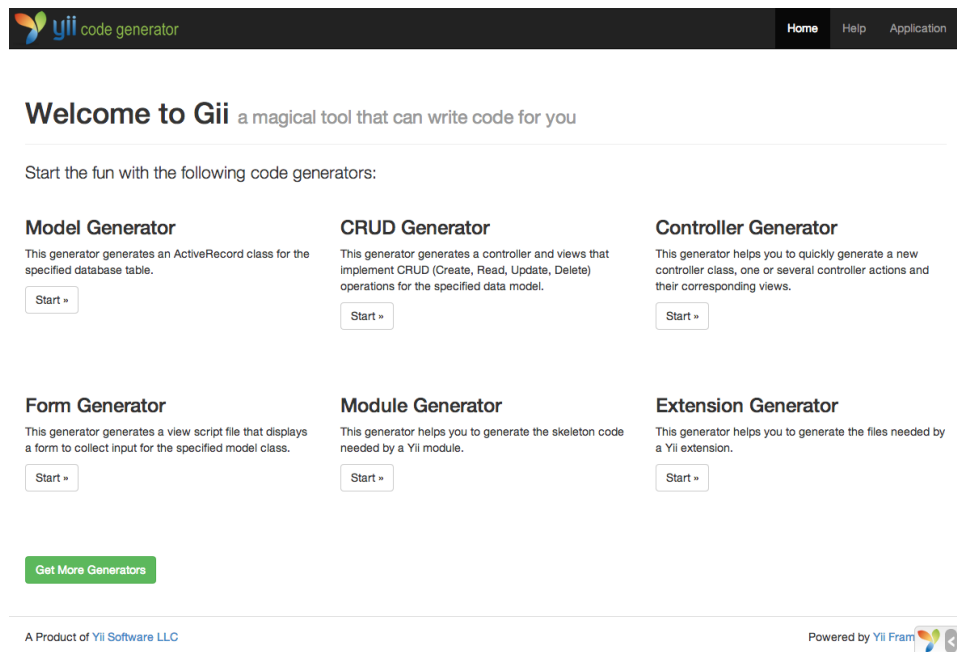 yii code generator
Home Help Application
Welcome to Gii a magical tool that can write code for you
Start the fun with the following code generators:
Model Generator
This generator generates an ActiveRecord class for the
specified database table.
Start »
CRUD Generator
This generator generates a controller and views that
implement CRUD (Create, Read, Update, Delete)
operations for the specified data model.
Start »
Controller Generator
This generator helps you to quickly generate a new
controller class, one or several controller actions and
their corresponding views.
Start »
Form Generator
This generator generates a view script file that displays
a form to collect input for the specified model class.
Start »
Module Generator
This generator helps you to generate the skeleton code
needed by a Yii module.
Start »
Extension Generator
This generator helps you to generate the files needed by
a Yii extension.
Start »
Get More Generators
A Product of Yii Software LLC
Powered by Yii Fram